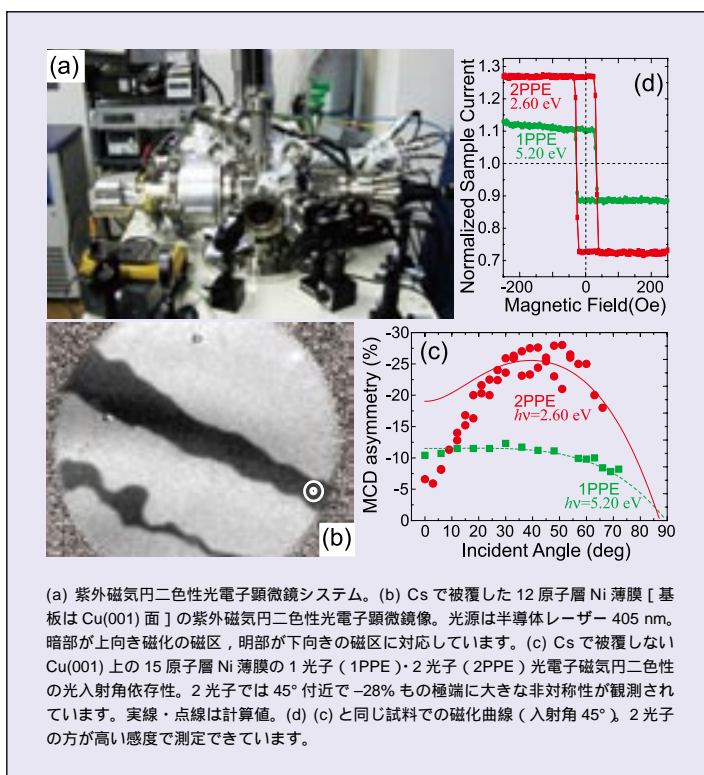 (a)
(b)
(d)
2PPE
2.60 eV
1PPE
5.20 eV
Normalized Sample Current
1.3
1.2
1.1
1.0
0.9
0.8
0.7
-200 0 200
Magnetic Field(Oe)
(c)
MCD asymmetry (%)
-30
-25
-20
-15
-10
-5
0
2PPE
hν=2.60 eV
1PPE
hν=5.20 eV
0 10 20 30 40 50 60 70 80 90
Incident Angle (deg)
(a) 紫外磁気円二色性光電子顕微鏡システム。(b) Cs で被覆した 12 原子層 Ni 薄膜 [ 基
板は Cu(001) 面 ] の紫外磁気円二色性光電子顕微鏡像。光源は半導体レーザー 405 nm。
暗部が上向き磁化の磁区 , 明部が下向きの磁区に対応しています。(c) Cs で被覆しない
Cu(001) 上の 15 原子層 Ni 薄膜の 1 光子 ( 1PPE )・2 光子 ( 2PPE ) 光電子磁気円二色性
の光入射角依存性。2 光子では 45° 付近で –28% もの極端に大きな非対称性が観測され
ています。実線・点線は計算値。(d) (c) と同じ試料での磁化曲線 ( 入射角 45° )。2 光子
の方が高い感度で測定できています。